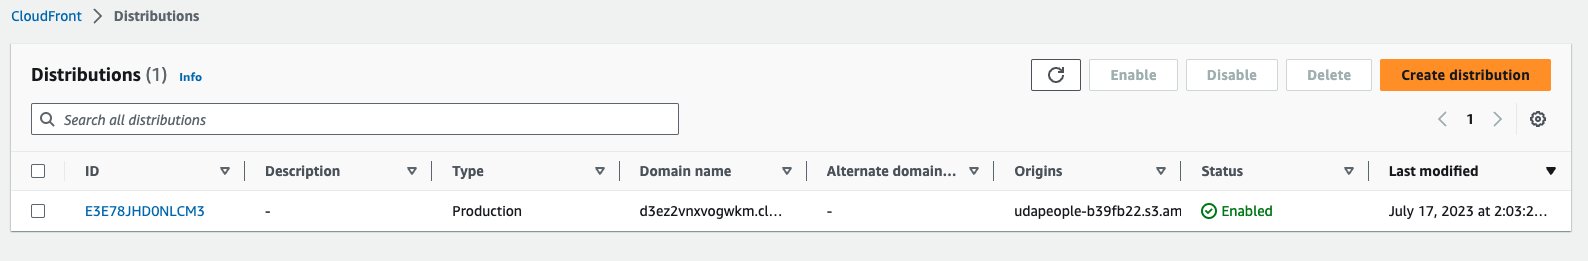 CloudFront > Distributions
Distributions (1) Info
Enable Disable Delete Create distribution
Search all distributions
1
ID Description Type Domain name Alternate domain... Origins Status Last modified
E3E78JHD0NLCM3 - Production d3ez2vnxvogwkm.cl... - udapeople-b39fb22.s3.am Enabled July 17, 2023 at 2:03:2...